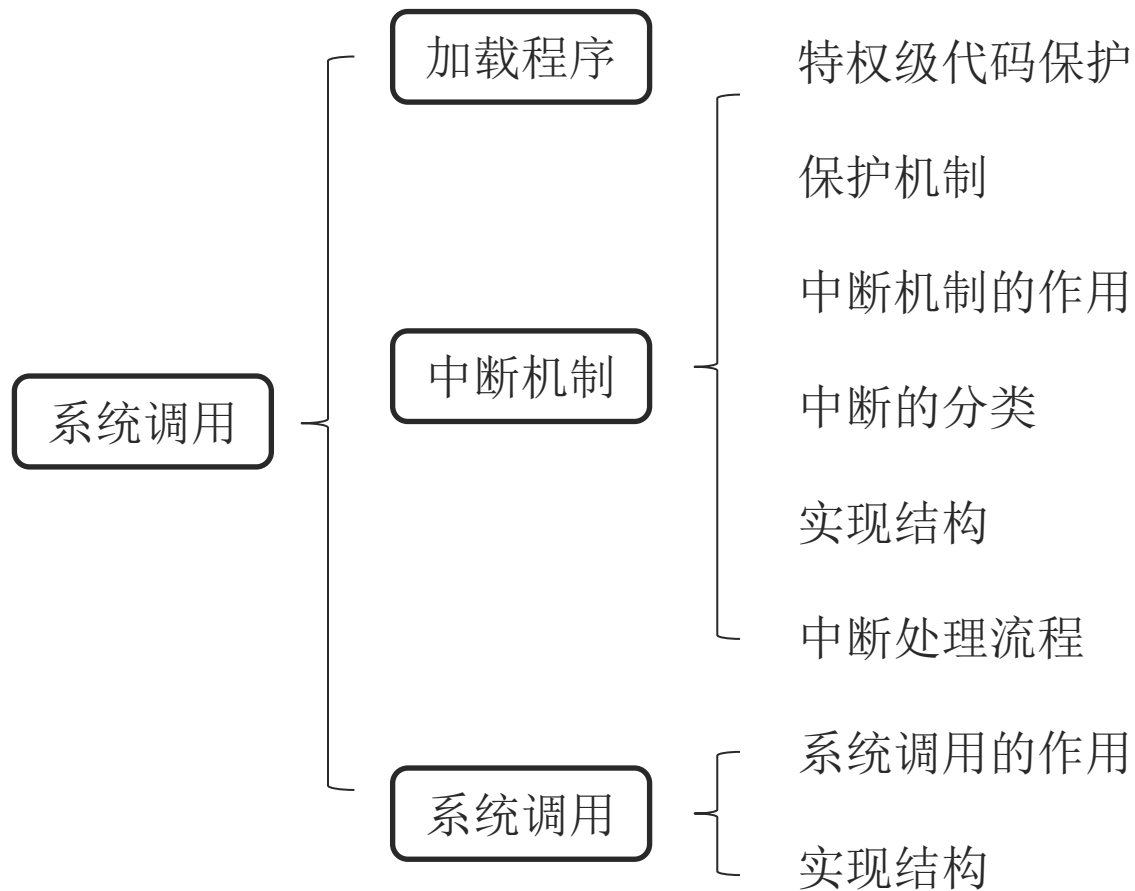 系统调用
加载程序
中断机制
特权级代码保护
保护机制
中断机制的作用
中断的分类
实现结构
中断处理流程
系统调用
系统调用的作用
实现结构